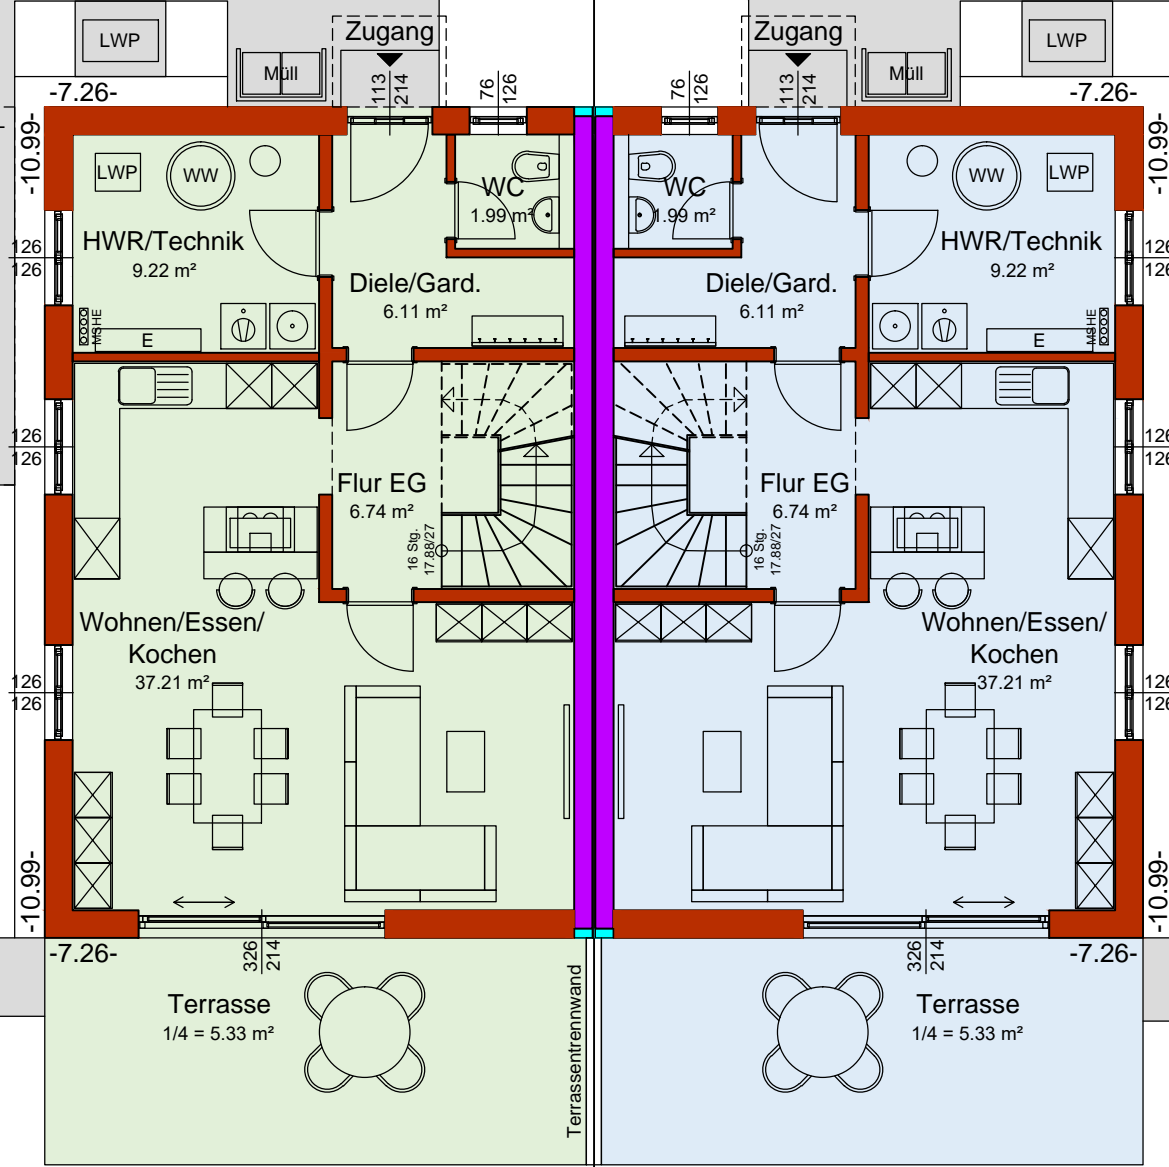 LWP
Müll
Zugang
113
214
76
126
-7.26-
-10.99-
LWP
WW
HWR/Technik
9.22 m²
WC
1.99 m²
Diele/Gard.
6.11 m²
MSHE
E
126
126
126
126
126
126
Flur EG
6.74 m²
16 Stg.
17.88/27
Wohnen/Essen/
Kochen
37.21 m²
-10.99-
-7.26-
326
214
Terrasse
1/4 = 5.33 m²
Terrassentrennwand
Zugang
113
214
76
126
Müll
LWP
-7.26-
-10.99-
WC
1.99 m²
WW
LWP
HWR/Technik
9.22 m²
Diele/Gard.
6.11 m²
E
MSHE
126
126
126
126
126
126
Flur EG
6.74 m²
16 Stg.
17.88/27
Wohnen/Essen/
Kochen
37.21 m²
-10.99-
-7.26-
326
214
Terrasse
1/4 = 5.33 m²